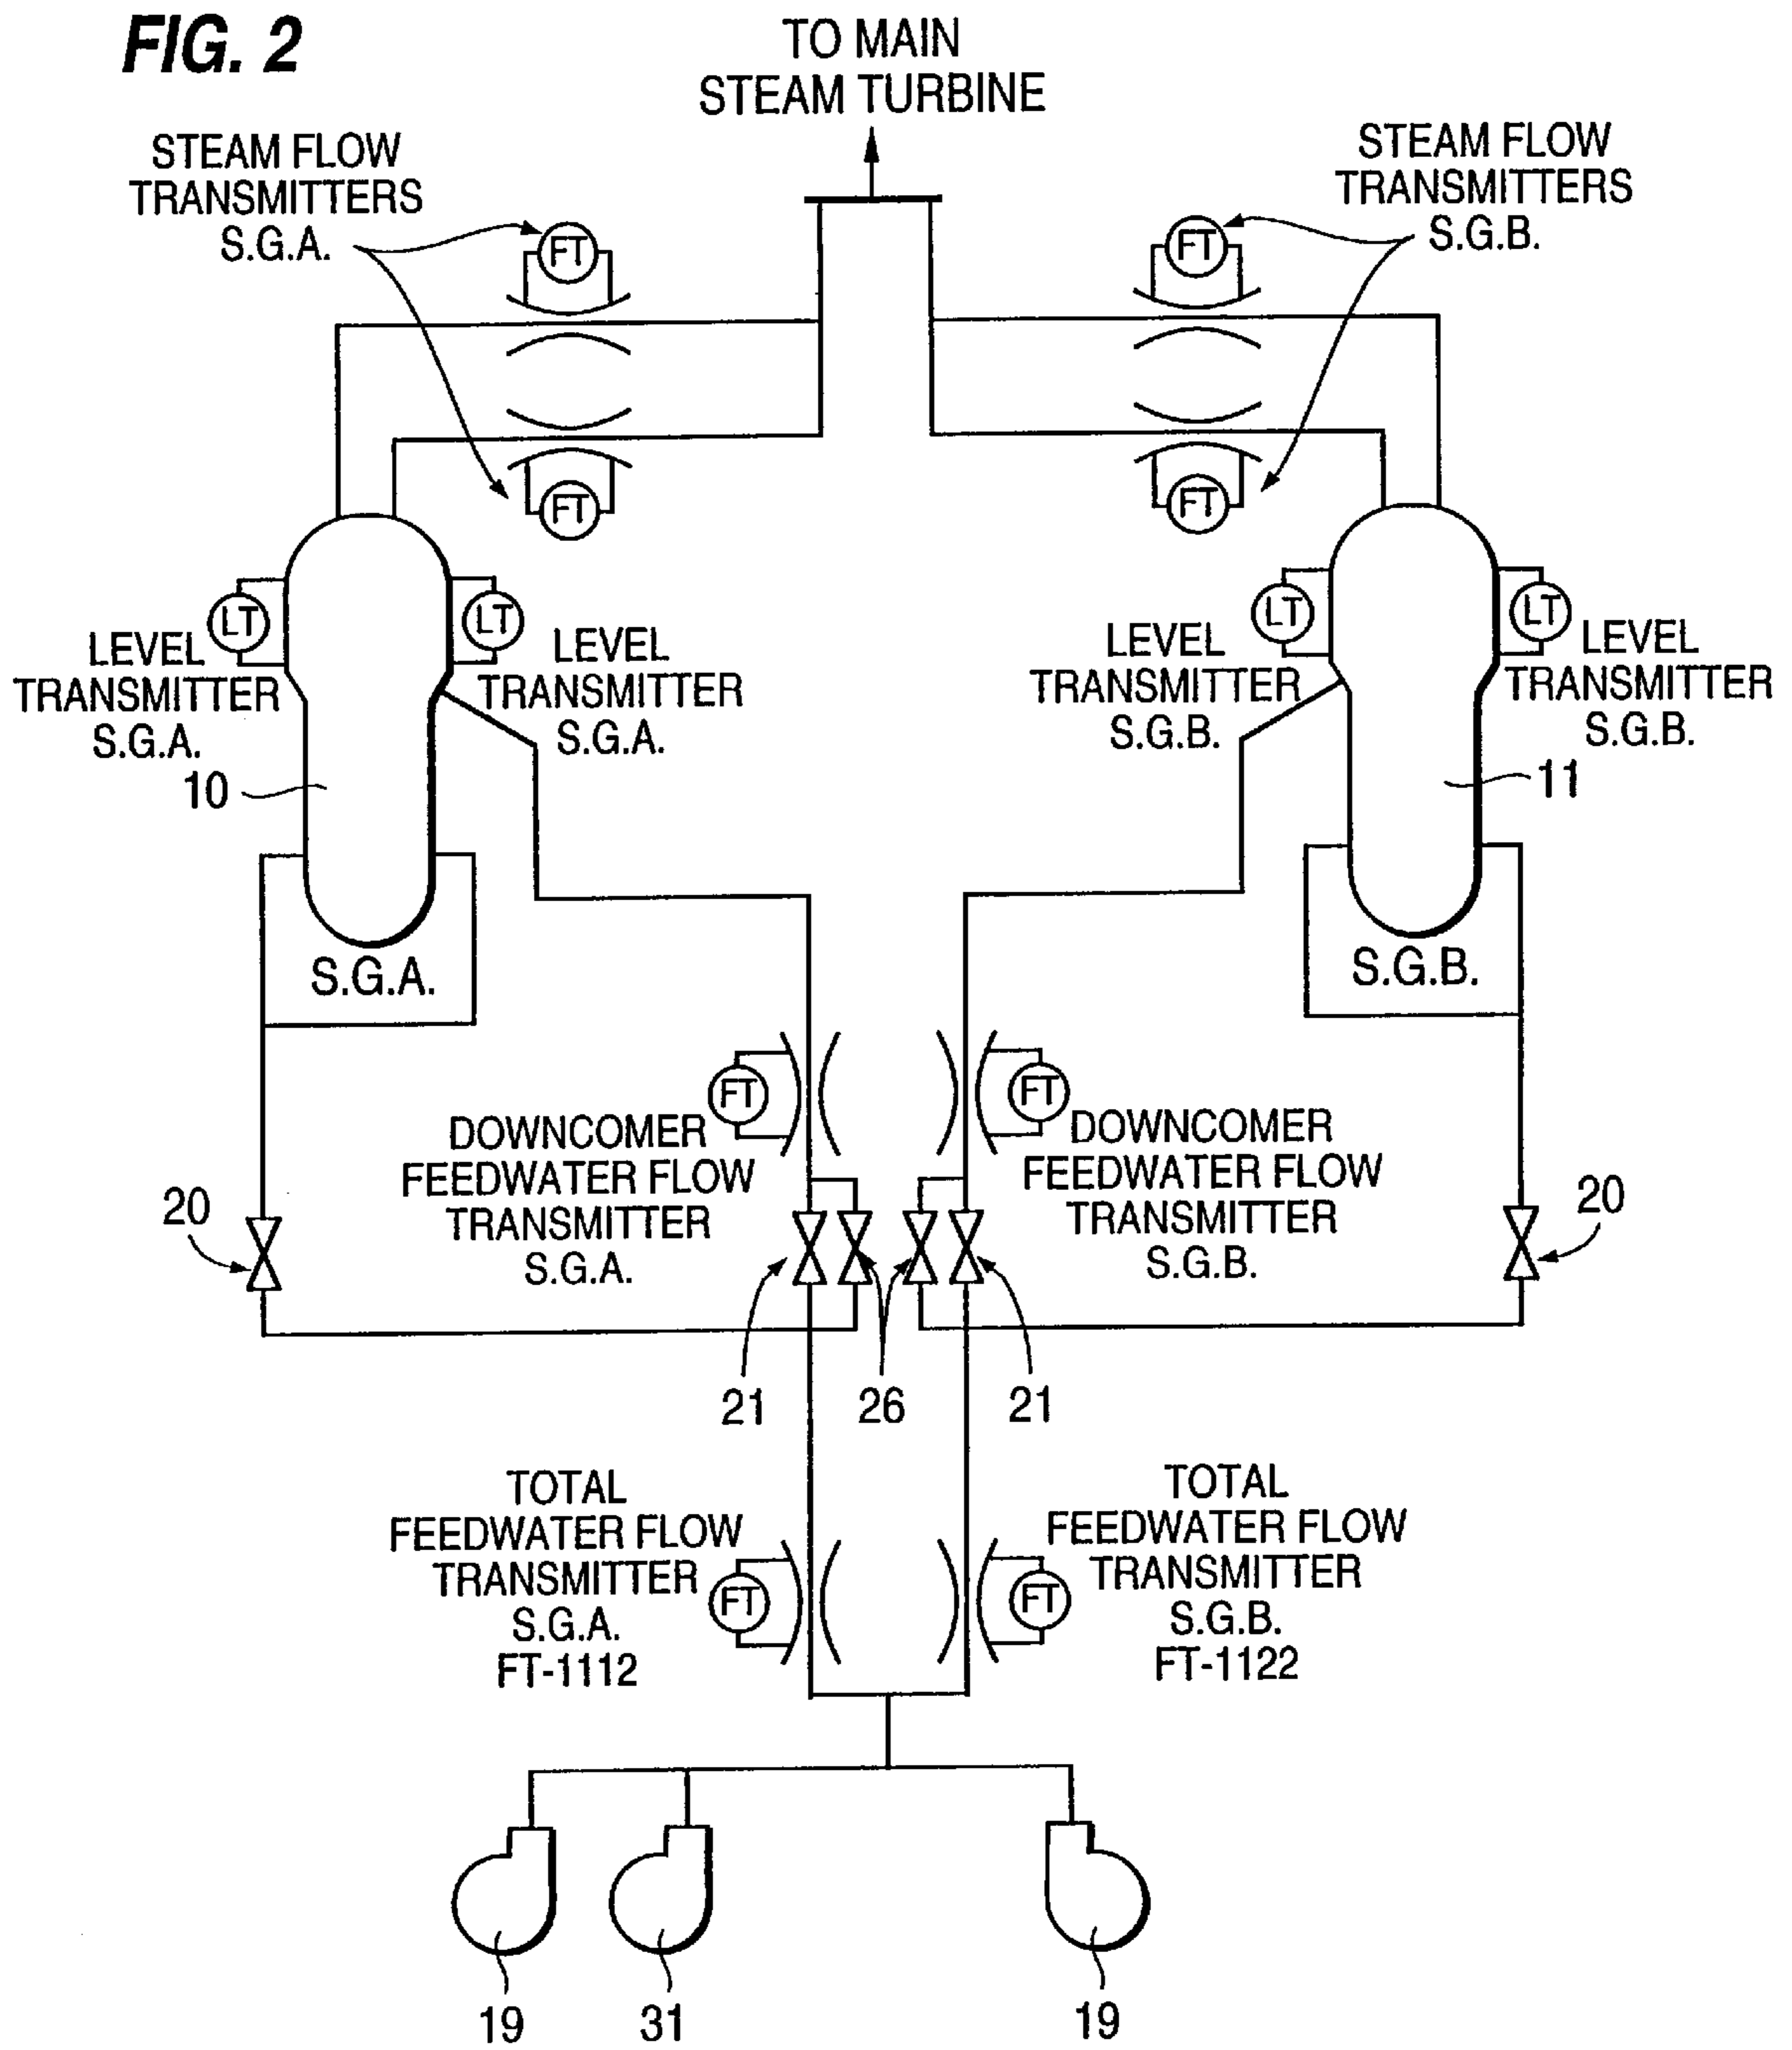 FIG. 2
TO MAIN
STEAM TURBINE
STEAM FLOW
TRANSMITTERS
S.G.A.
STEAM FLOW
TRANSMITTERS
S.G.B.
FT
FT
FT
FT
LT
LT
LT
LT
LEVEL
TRANSMITTER
S.G.A.
LEVEL
TRANSMITTER
S.G.A.
LEVEL
TRANSMITTER
S.G.B.
LEVEL
TRANSMITTER
S.G.B.
10
11
S.G.A.
S.G.B.
FT
FT
DOWNCOMER
FEEDWATER FLOW
TRANSMITTER
S.G.A.
DOWNCOMER
FEEDWATER FLOW
TRANSMITTER
S.G.B.
20
20
21
26
21
TOTAL
FEEDWATER FLOW
TRANSMITTER
S.G.A.
FT-1112
FT
FT
TOTAL
FEEDWATER FLOW
TRANSMITTER
S.G.B.
FT-1122
19
31
19